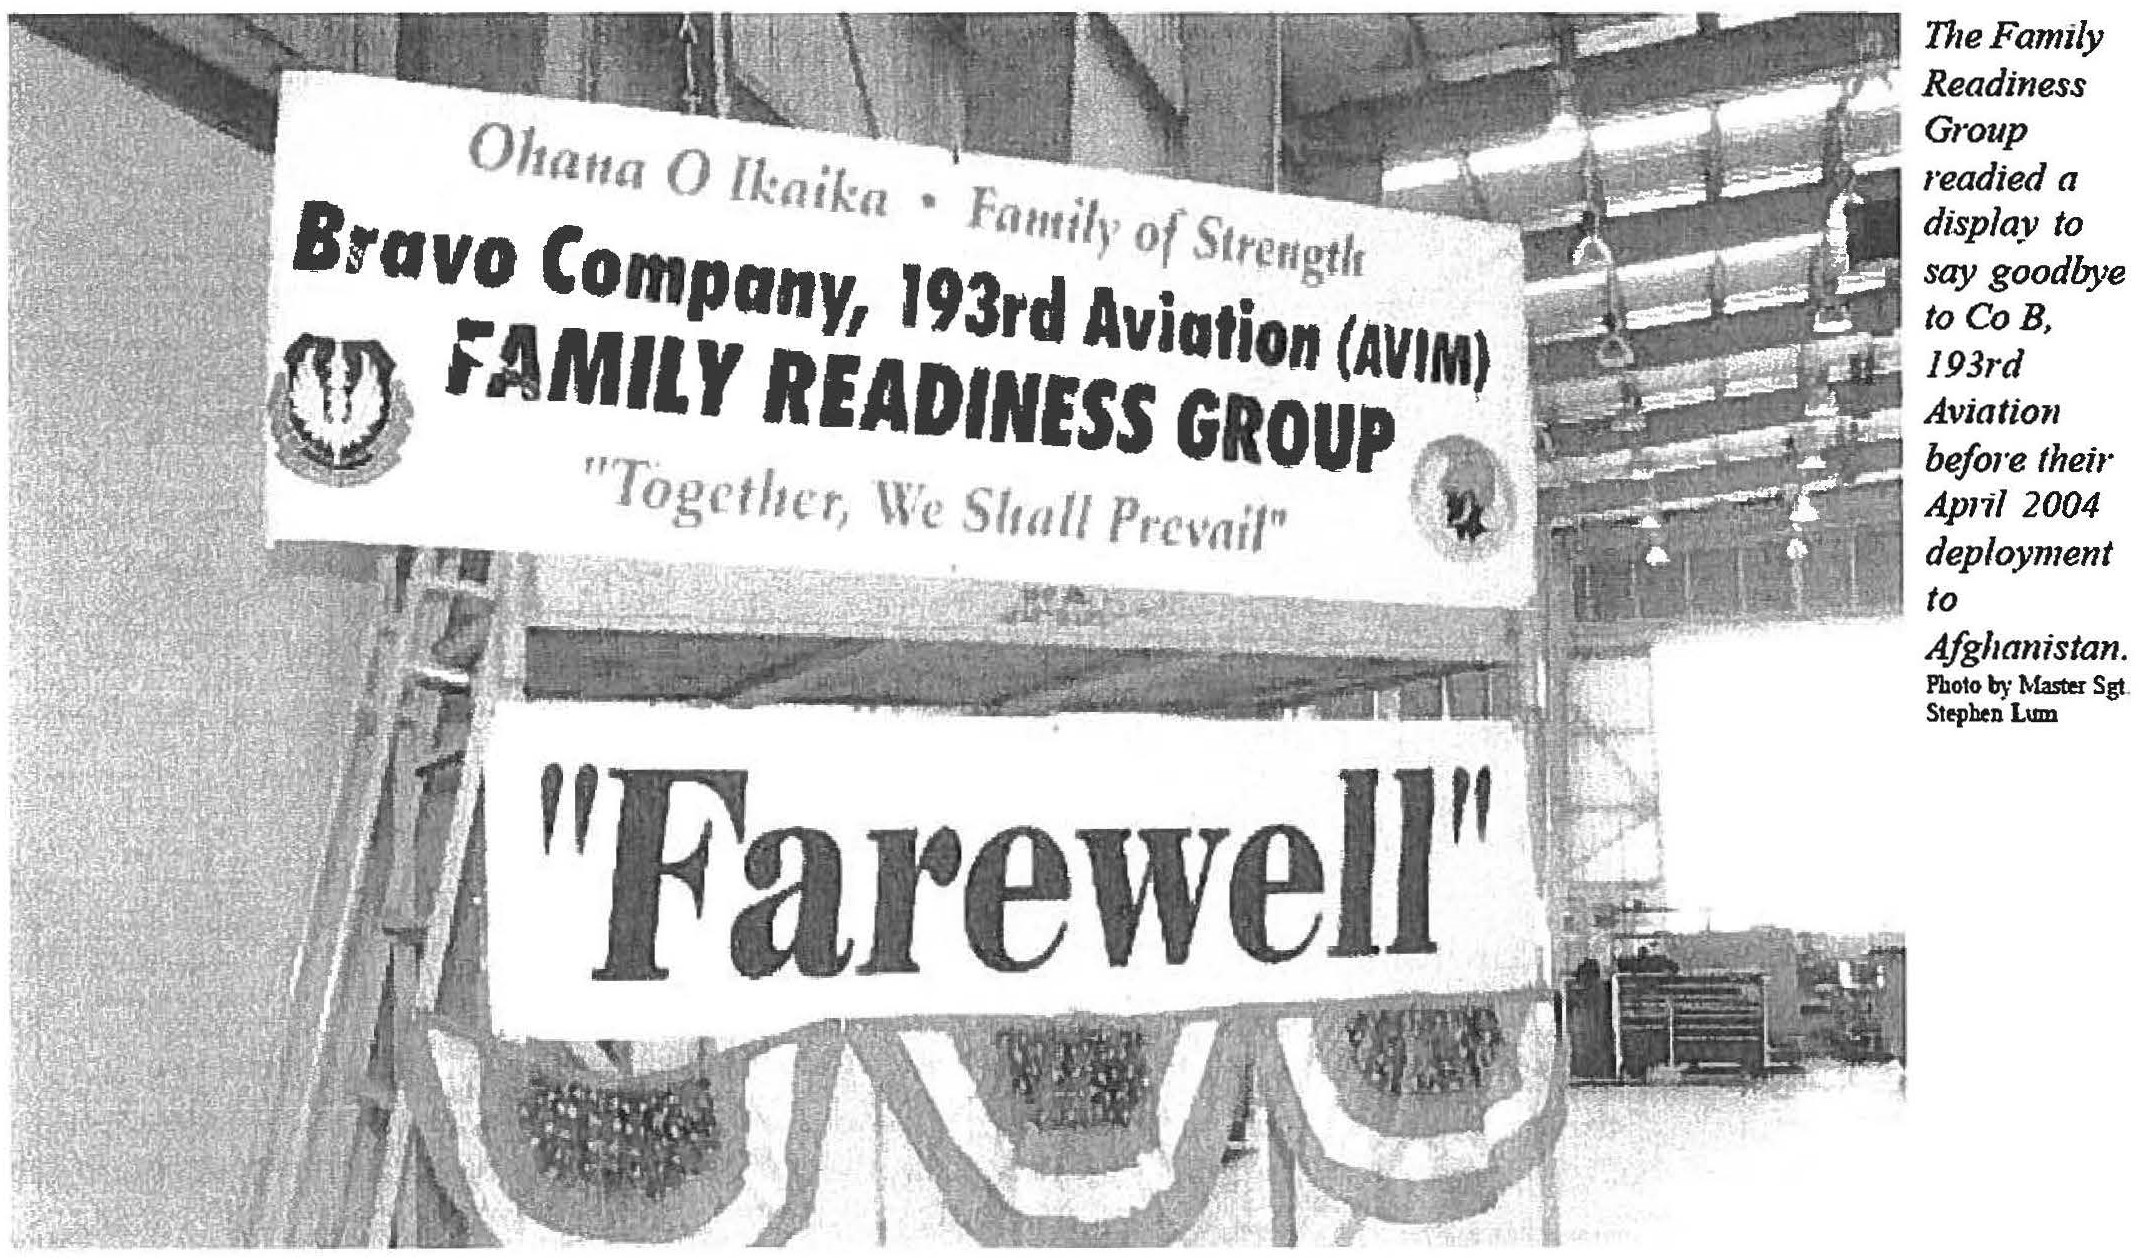 Ohana O Ikaika • Family of Strength
Bravo Company, 193rd Aviation (AVIM)
FAMILY READINESS GROUP
"Together, We Shall Prevail"
"Farewell"
The Family
Readiness
Group
readied a
display to
say goodbye
to Co B,
193rd
Aviation
before their
April 2004
deployment
to
Afghanistan.
Photo by Master Sgt.
Stephen Lum